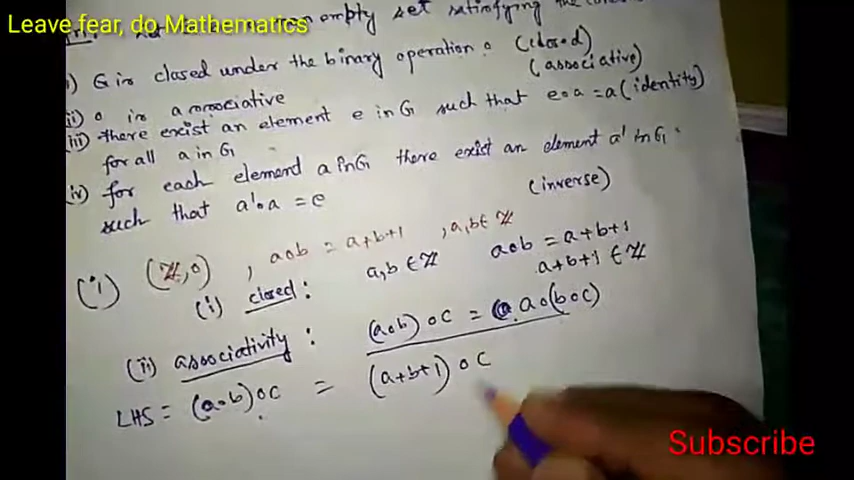 Leave fear, do Mathematics
empty set satisfying the
i) G is closed under the binary operation o (closed)
(ii) o is associative (associative)
(iii) there exist an element e in G such that e∘a = a (identity)
for all a in G
(iv) for each element a in G there exist an element a' in G
such that a'∘a = e (inverse)
(i) (ℤ,o) , a∘b = a+b+1 , a,b∈ℤ
(i) closed : a,b ∈ ℤ a∘b = a+b+1
a+b+1 ∈ ℤ
(ii) associativity : (a∘b)∘c = a∘(b∘c)
LHS = (a∘b)∘c = (a+b+1) ∘ c
Subscribe